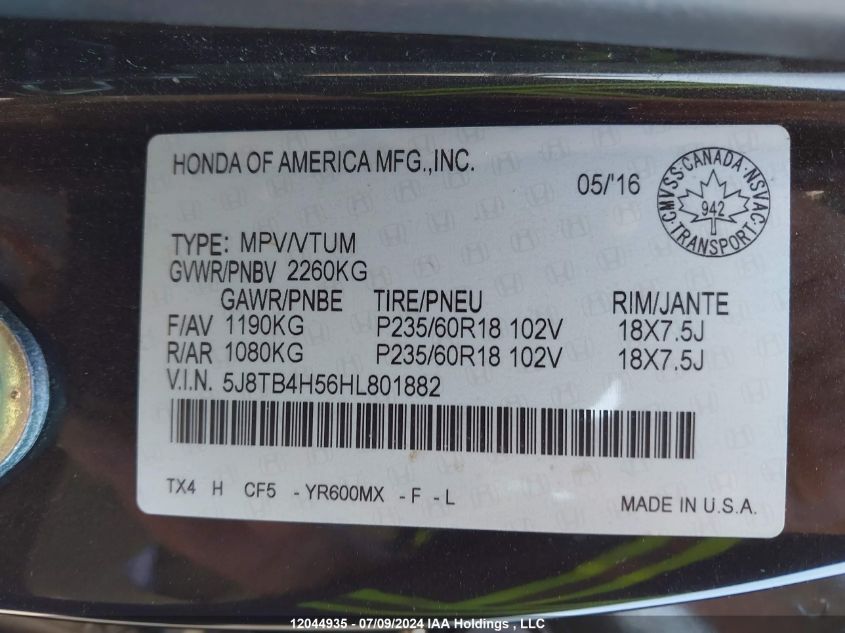 HONDA OF AMERICA MFG.,INC.
05/'16
CMVSS·CANADA·NSVAC
942
·TRANSPORT·
TYPE: MPV/VTUM
GVWR/PNBV 2260KG
GAWR/PNBE TIRE/PNEU RIM/JANTE
F/AV 1190KG P235/60R18 102V 18X7.5J
R/AR 1080KG P235/60R18 102V 18X7.5J
V.I.N. 5J8TB4H56HL801882
TX4 H CF5 -YR600MX -F -L
MADE IN U.S.A.
12044935 - 07/09/2024 IAA Holdings , LLC